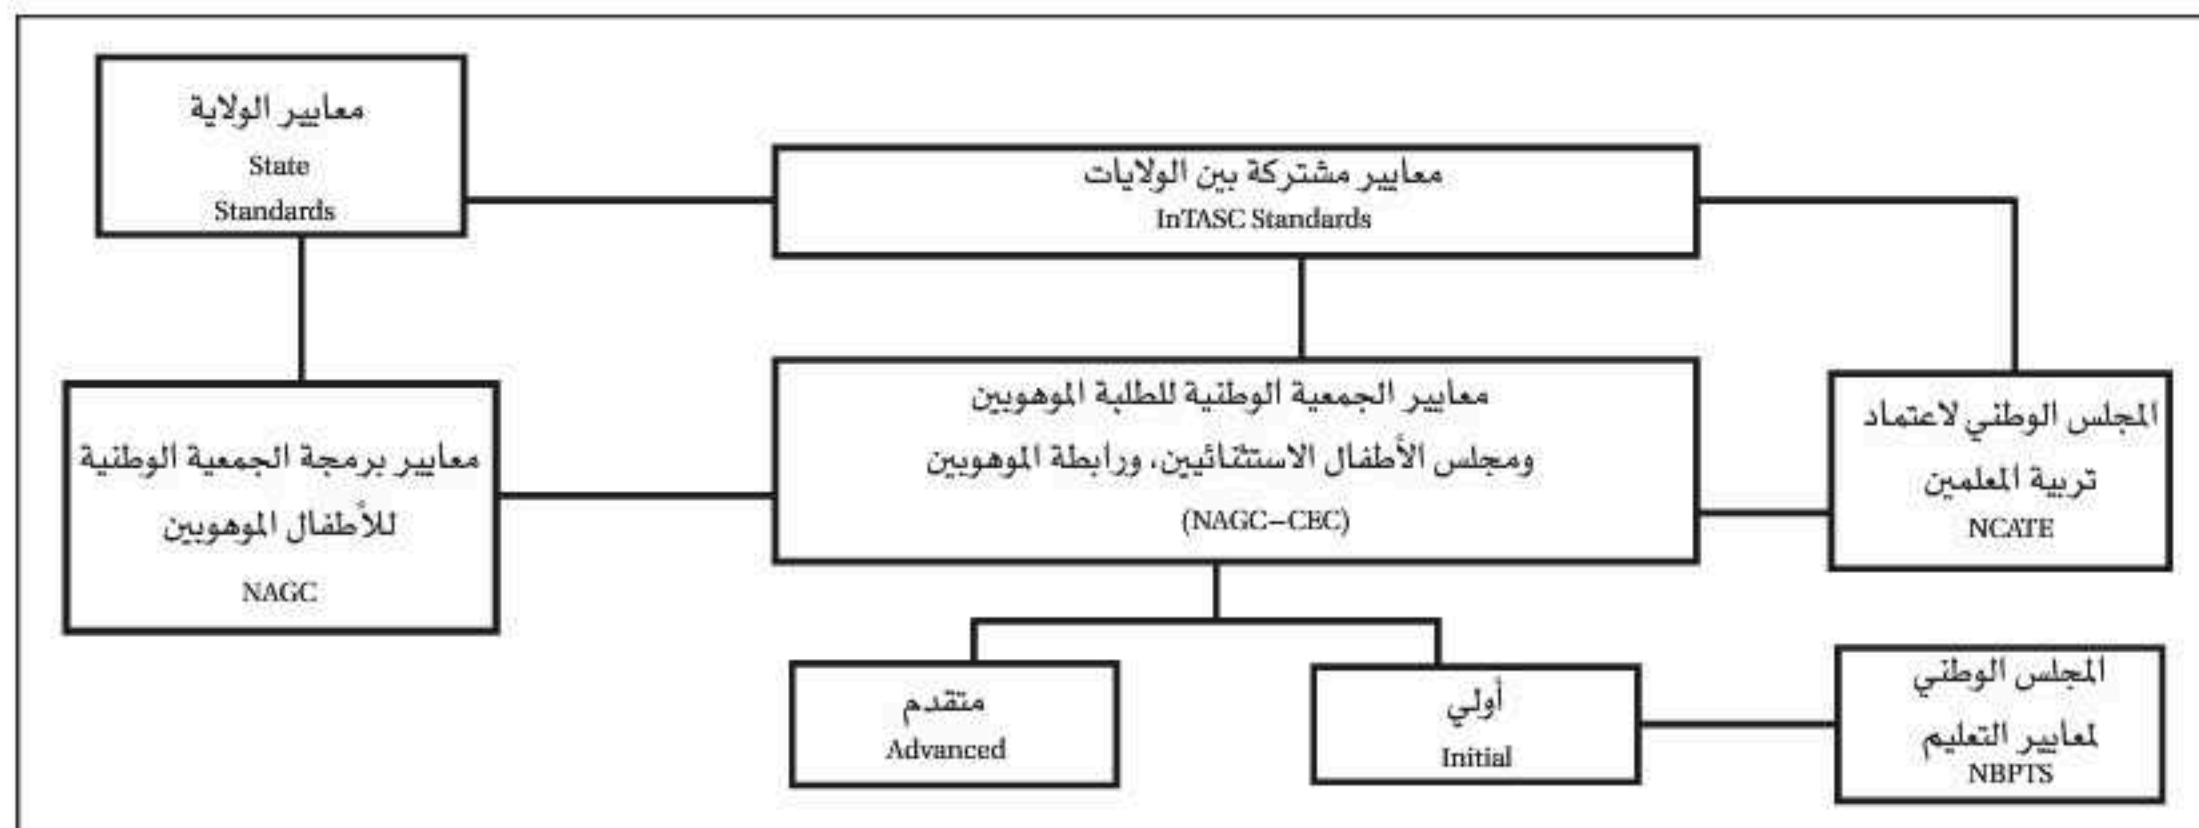 معايير الولاية
State
Standards
معايير مشتركة بين الولايات
InTASC Standards
معايير برمجة الجمعية الوطنية
للأطفال الموهوبين
NAGC
معايير الجمعية الوطنية للطلبة الموهوبين
ومجلس الأطفال الاستثنائيين، ورابطة الموهوبين
(NAGC–CEC)
المجلس الوطني لاعتماد
تربية المعلمين
NCATE
متقدم
Advanced
أولي
Initial
المجلس الوطني
لمعايير التعليم
NBPTS